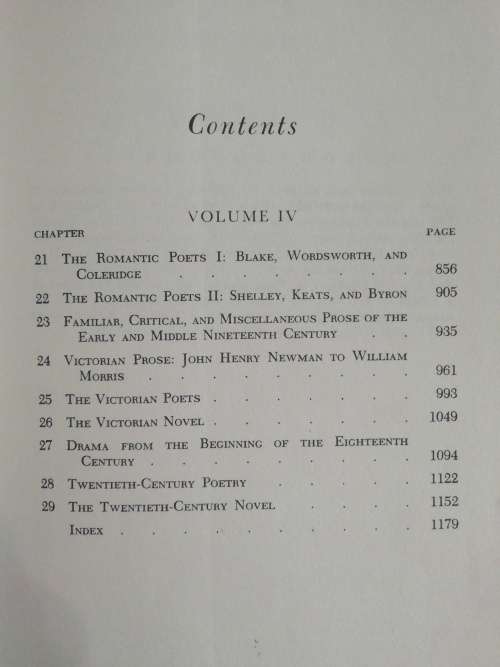 Contents
VOLUME IV
CHAPTER PAGE
21 The Romantic Poets I: Blake, Wordsworth, and
Coleridge . . . . . . . 856
22 The Romantic Poets II: Shelley, Keats, and Byron 905
23 Familiar, Critical, and Miscellaneous Prose of the
Early and Middle Nineteenth Century . . 935
24 Victorian Prose: John Henry Newman to William
Morris . . . . . . . . 961
25 The Victorian Poets . . . . . . 993
26 The Victorian Novel . . . . . . 1049
27 Drama from the Beginning of the Eighteenth
Century . . . . . . . . 1094
28 Twentieth-Century Poetry . . . . 1122
29 The Twentieth-Century Novel . . . . 1152
Index . . . . . . . . . 1179